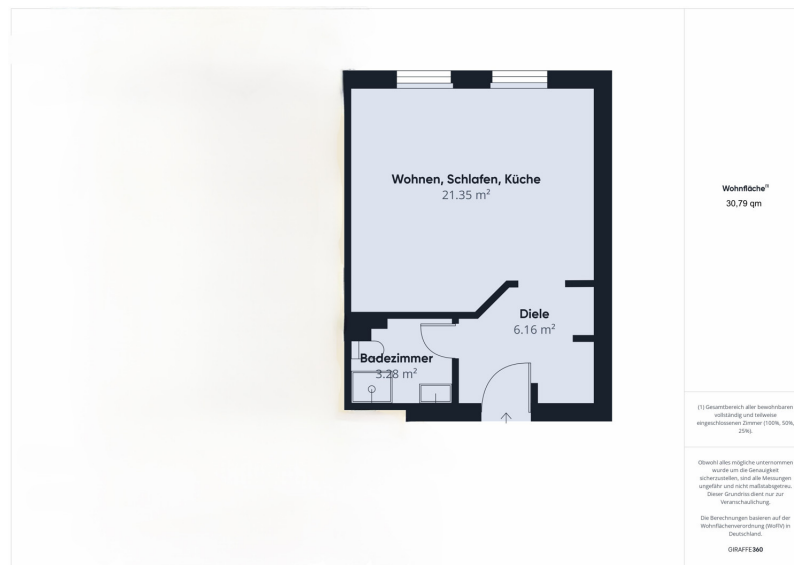 Wohnen, Schlafen, Küche
21.35 m²
Diele
6.16 m²
Badezimmer
3.28 m²
Wohnfläche⁽¹⁾
30,79 qm
(1) Gesamtbereich aller bewohnbaren
vollständig und teilweise
eingeschlossenen Zimmer (100%, 50%,
25%).
Obwohl alles mögliche unternommen
wurde um die Genauigkeit
sicherzustellen, sind alle Messungen
ungefähr und nicht maßstabsgetreu.
Dieser Grundriss dient nur zur
Veranschaulichung.
Die Berechnungen basieren auf der
Wohnflächenverordnung (WoFlV) in
Deutschland.
GIRAFFE360